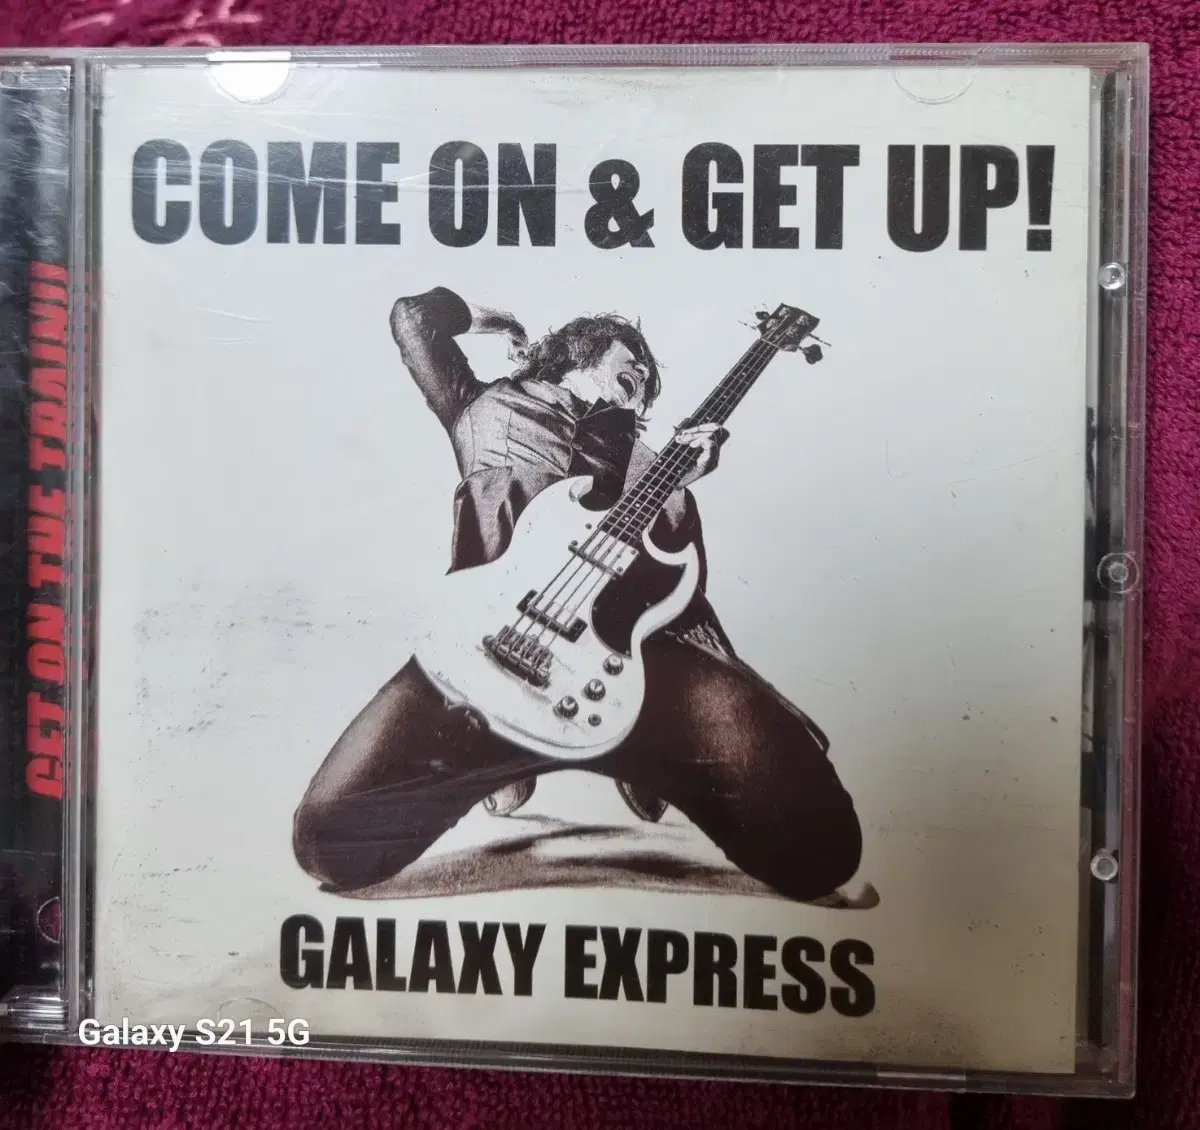 COME ON & GET UP!
GET ON THE TRAIN!!
GALAXY EXPRESS
Galaxy S21 5G